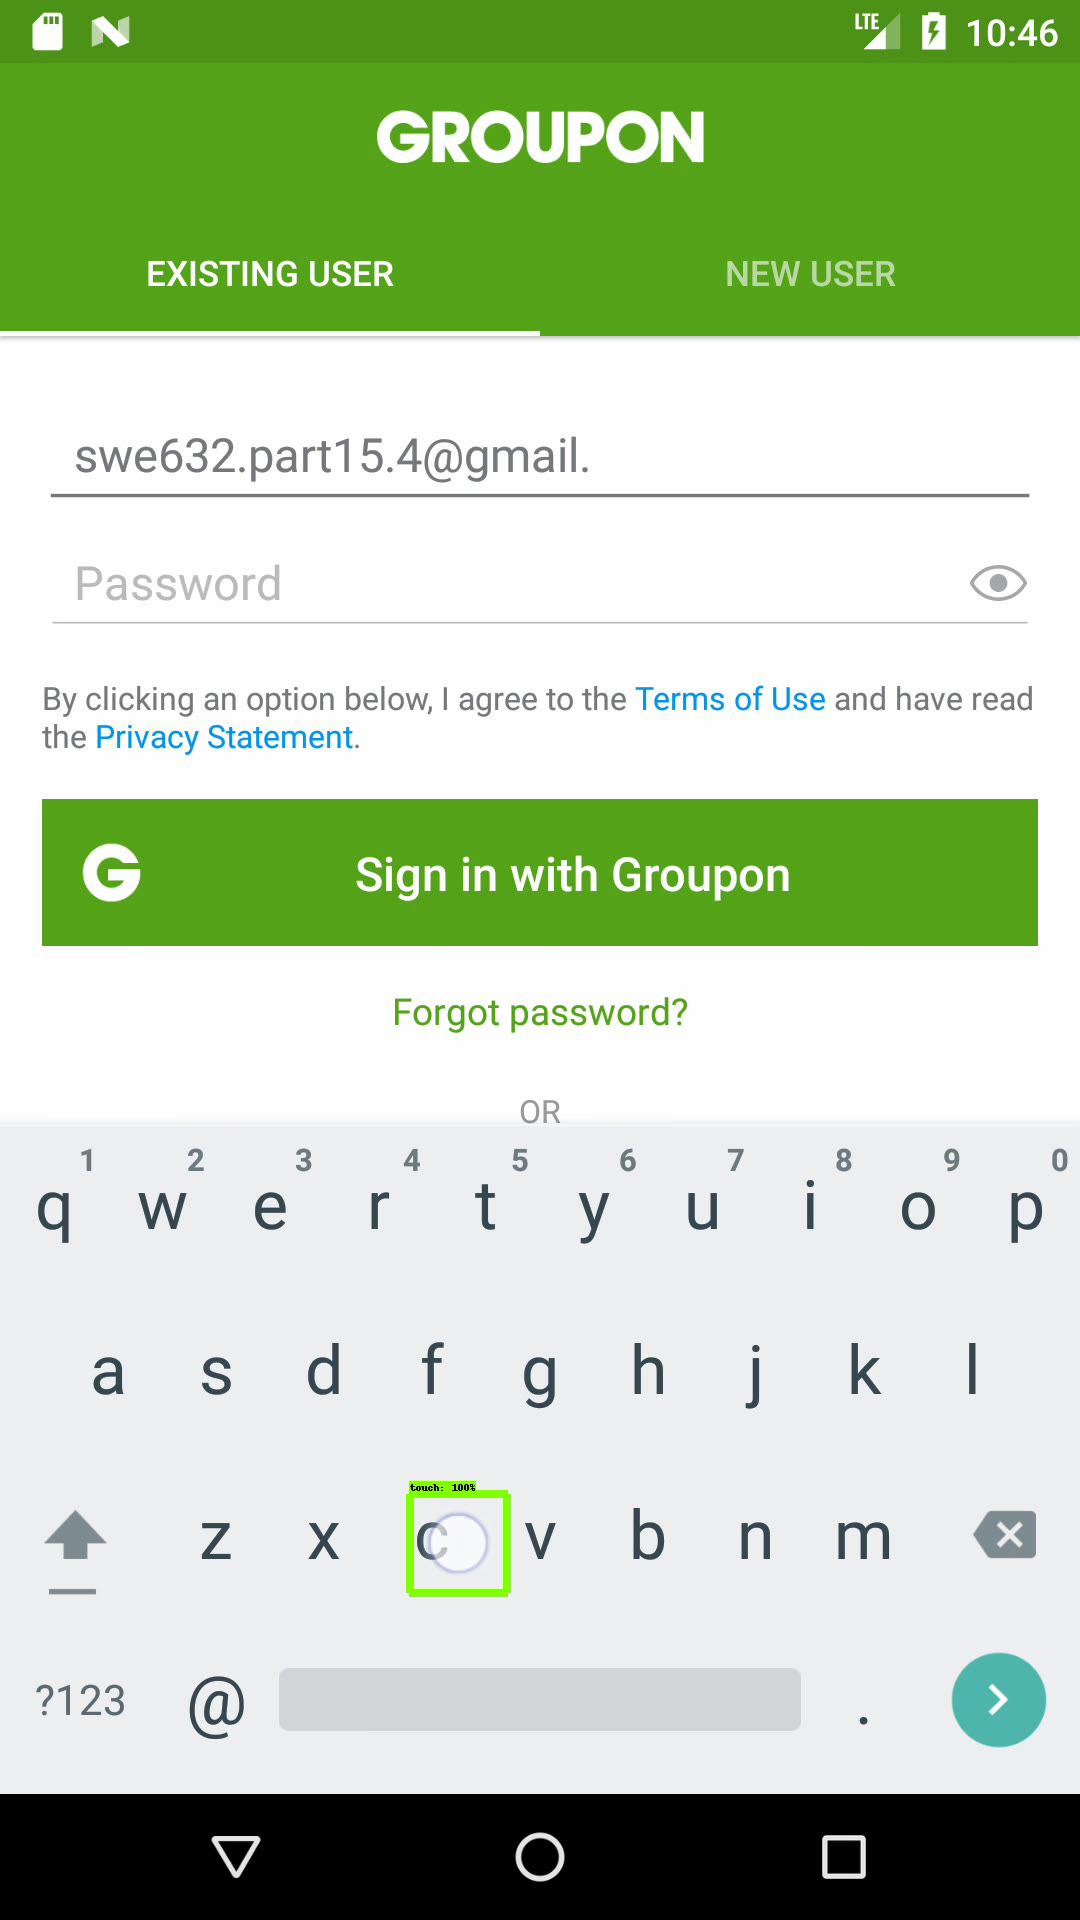 LTE 10:46
GROUPON
EXISTING USER NEW USER
swe632.part15.4@gmail.
Password
By clicking an option below, I agree to the Terms of Use and have read
the Privacy Statement.
G Sign in with Groupon
Forgot password?
OR
1 2 3 4 5 6 7 8 9 0
q w e r t y u i o p
a s d f g h j k l
touch: 100%
z x c v b n m
?123 @ .